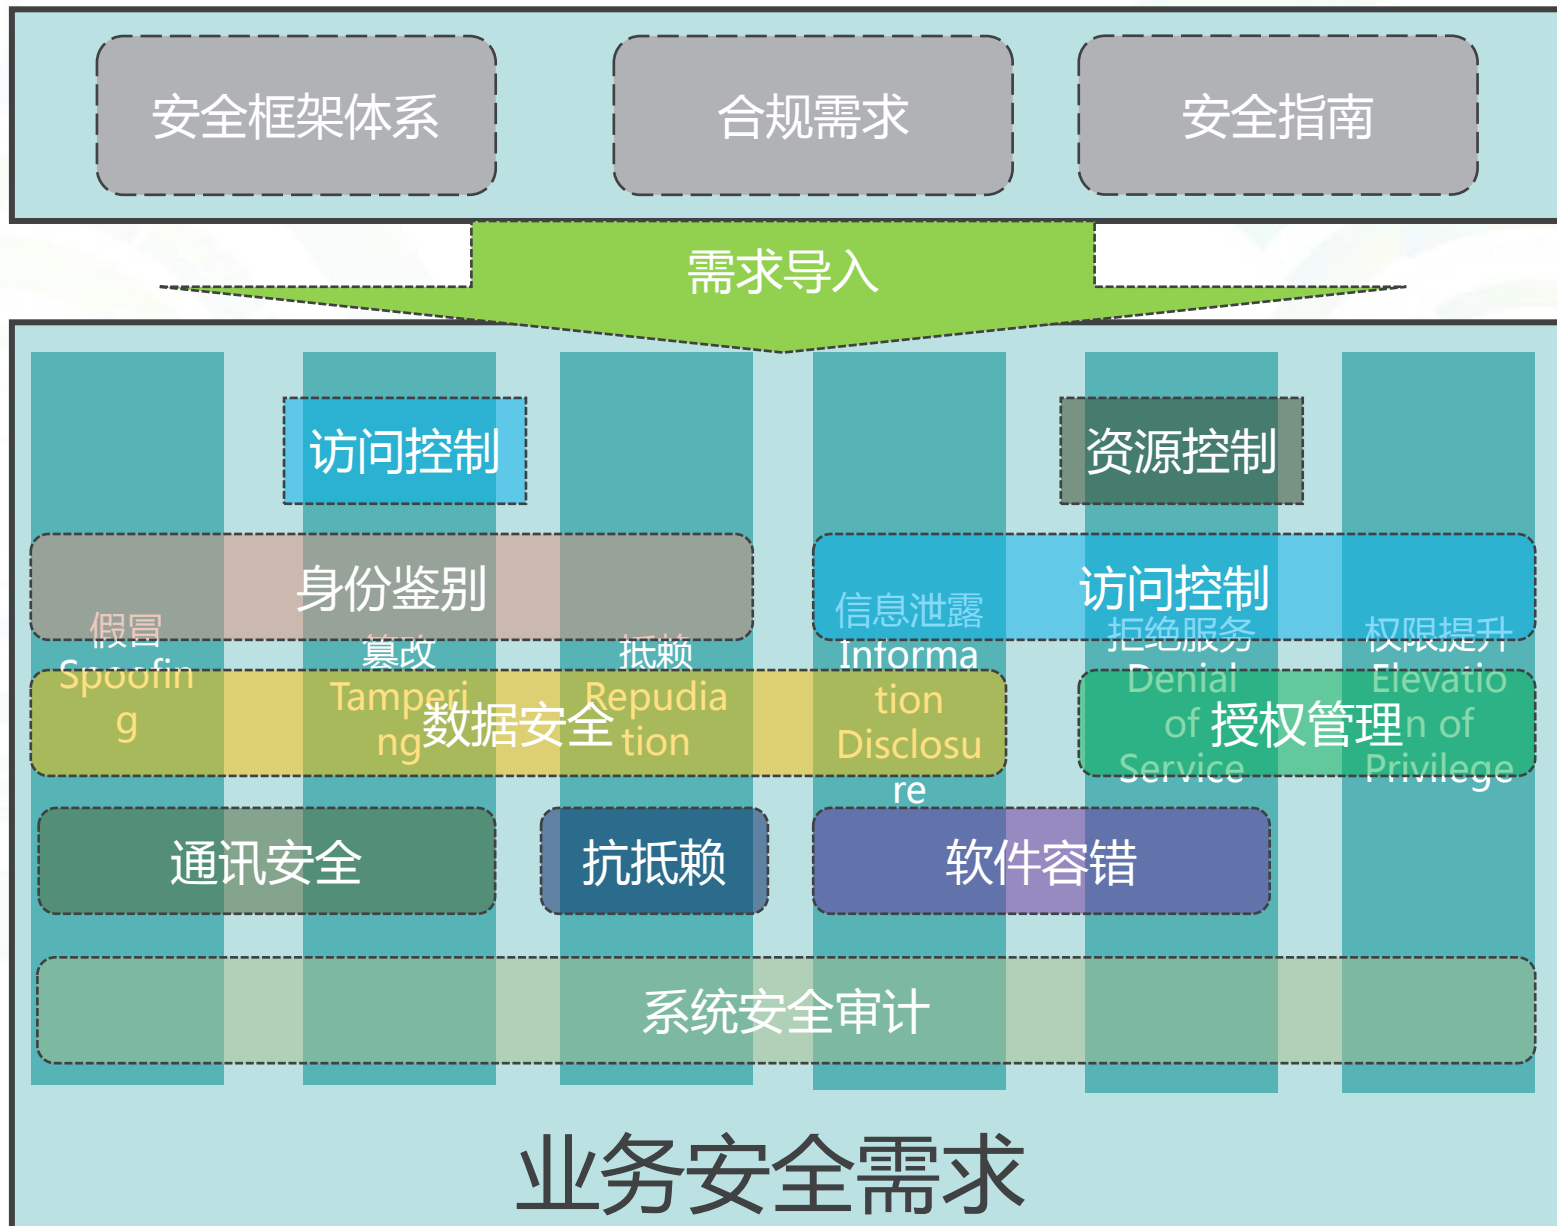 安全框架体系
合规需求
安全指南
需求导入
访问控制
资源控制
身份鉴别
访问控制
假冒
Spoofin
g
篡改
Tamperi
ng
抵赖
Repudia
tion
信息泄露
Informa
tion
Disclosu
re
拒绝服务
Denial
of
Service
权限提升
Elevatio
n of
Privilege
数据安全
授权管理
通讯安全
抗抵赖
软件容错
系统安全审计
业务安全需求